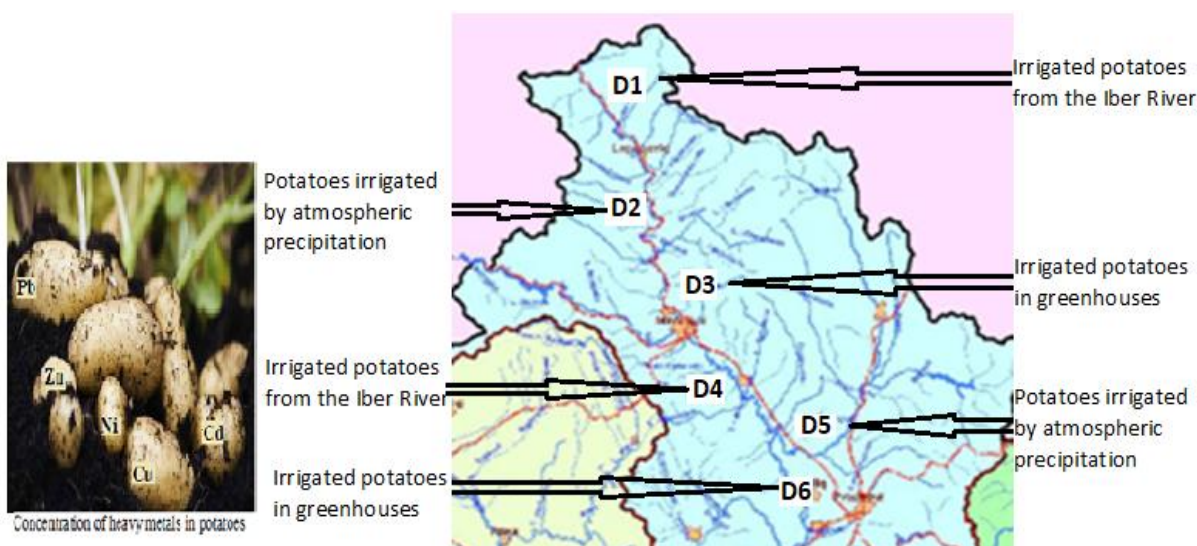 D1
Irrigated potatoes
from the Iber River
Potatoes irrigated
by atmospheric
precipitation
D2
D3
Irrigated potatoes
in greenhouses
Irrigated potatoes
from the Iber River
D4
D5
Potatoes irrigated
by atmospheric
precipitation
Irrigated potatoes
in greenhouses
D6
Pb
Zn
Ni
Cd
Cu
Concentration of heavy metals in potatoes